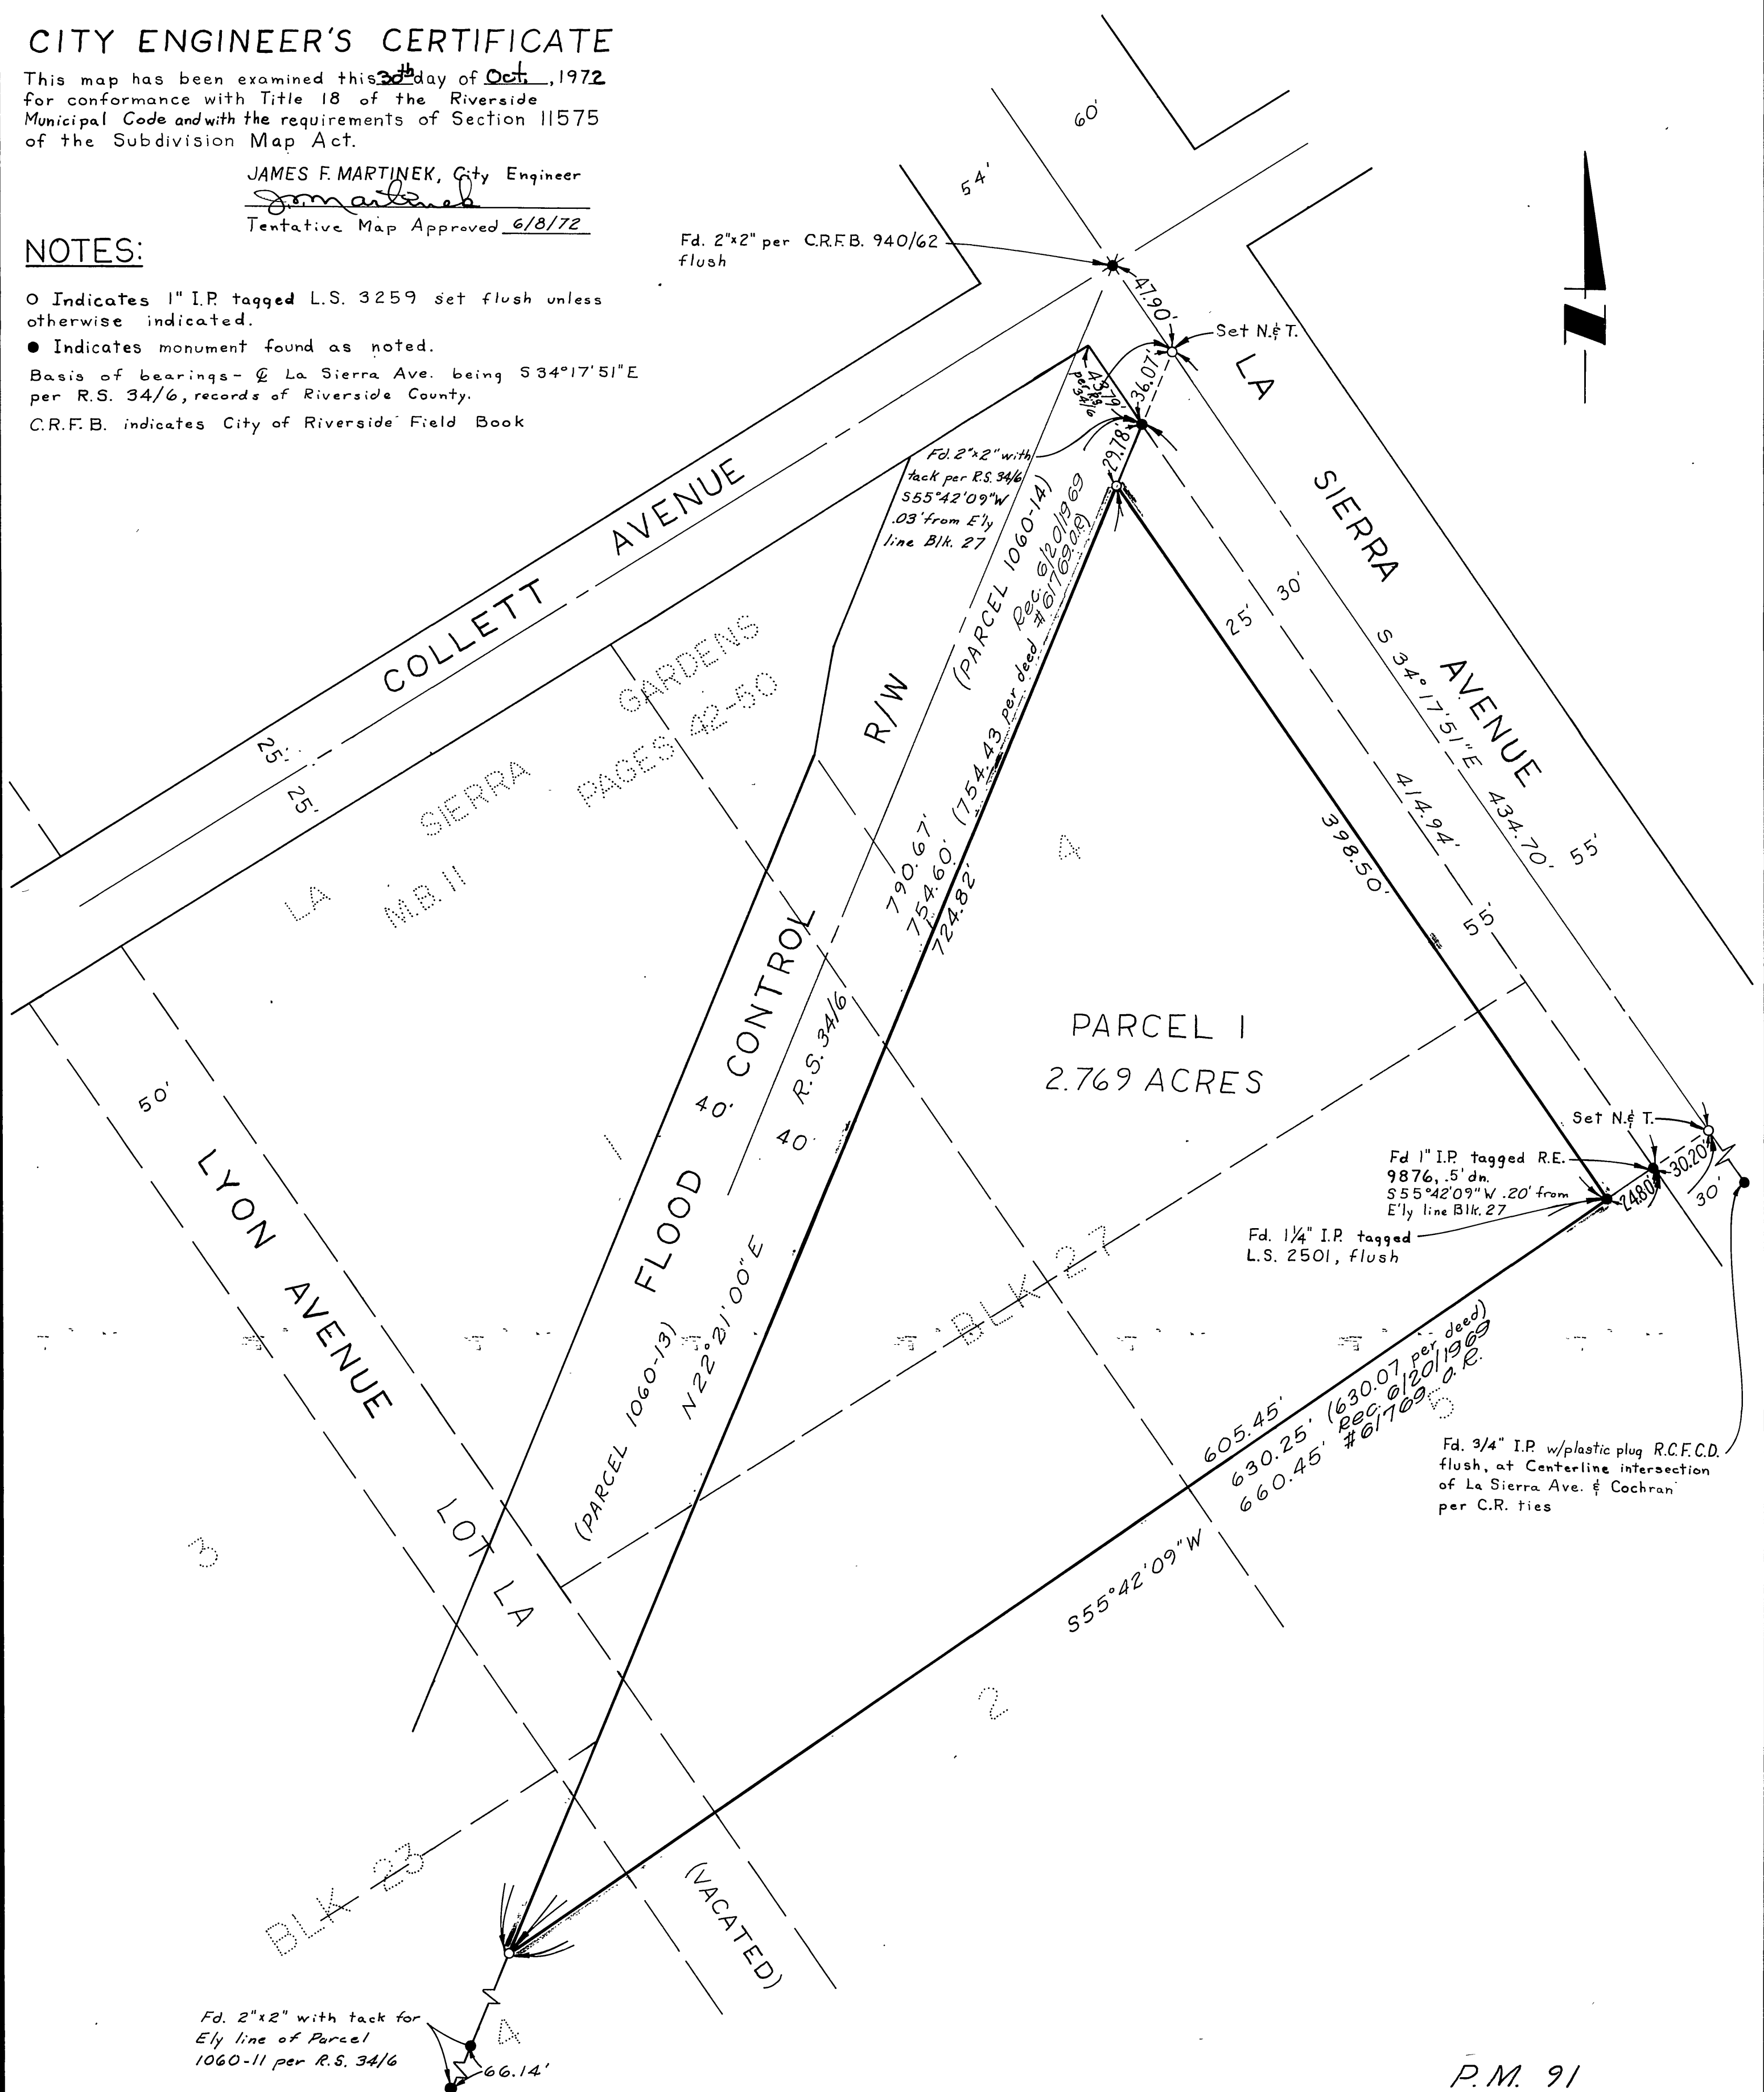 CITY ENGINEER'S CERTIFICATE
This map has been examined this 30th day of Oct. , 1972
for conformance with Title 18 of the Riverside
Municipal Code and with the requirements of Section 11575
of the Subdivision Map Act.
JAMES F. MARTINEK, City Engineer
J.F. Martinek
Tentative Map Approved 6/8/72
NOTES:
O Indicates 1" I.P. tagged L.S. 3259 set flush unless
otherwise indicated.
● Indicates monument found as noted.
Basis of bearings - ℄ La Sierra Ave. being S 34°17'51" E
per R.S. 34/6, records of Riverside County.
C.R.F.B. indicates City of Riverside Field Book
60'
54'
Fd. 2"x2" per C.R.F.B. 940/62
flush
47.90'
Set N.& T.
36.07'
43.79'
per R.S.
34/6
29.78'
Fd. 2"x2" with
tack per R.S. 34/6
S55°42'09"W
.03' from E'ly
line Blk. 27
N
LA SIERRA AVENUE
S 34°17'51"E 434.70'
30'
25'
414.94'
55'
55'
398.50'
COLLETT AVENUE
25'
25'
LA SIERRA GARDENS
M.B. 11 PAGES 42-50
(PARCEL 1060-14)
Rec. 6/20/1969
#61769 O.R.)
R/W
790.67'
754.60' (754.43 per deed
724.82'
4
PARCEL 1
2.769 ACRES
FLOOD CONTROL
40'
40'
R.S. 34/6
1
50'
LYON AVENUE
LOT LA
(VACATED)
(PARCEL 1060-13)
N 22°21'00"E
BLK 27
Set N.& T.
Fd 1" I.P. tagged R.E.
9876, .5' dn.
S55°42'09"W .20' from
E'ly line Blk. 27
24.80'
30.20'
30'
Fd. 1¼" I.P. tagged
L.S. 2501, flush
605.45'
630.25' (630.07 per deed)
660.45' Rec. 6/20/1969
#61769 O.R.
5
S55°42'09"W
Fd. 3/4" I.P. w/plastic plug R.C.F.C.D.
flush, at Centerline intersection
of La Sierra Ave. & Cochran
per C.R. ties
3
2
BLK 23
Fd. 2"x2" with tack for
Ely line of Parcel
1060-11 per R.S. 34/6
4
66.14'
P.M. 91